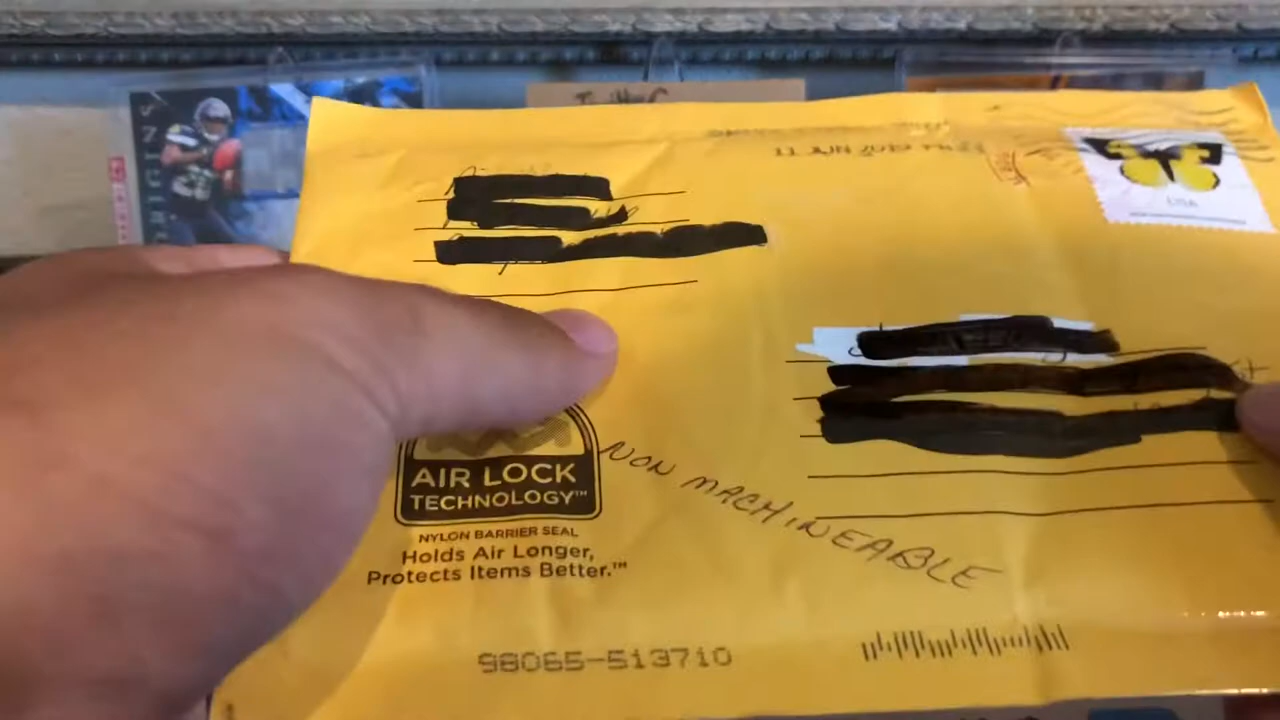 11 JUN 2019 PM
USA
AIR LOCK
TECHNOLOGY™
NYLON BARRIER SEAL
Holds Air Longer,
Protects Items Better.™
NON MACHINEABLE
98065-513710